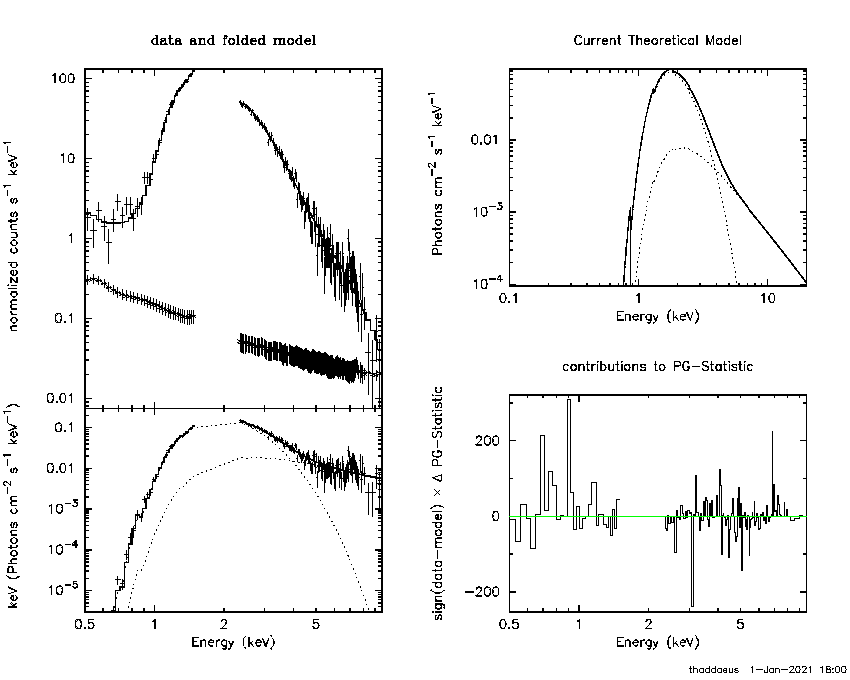 data and folded model
normalized counts s⁻¹ keV⁻¹
100
10
1
0.1
0.01
keV (Photons cm⁻² s⁻¹ keV⁻¹)
0.1
0.01
10⁻³
10⁻⁴
10⁻⁵
0.5 1 2 5
Energy (keV)
Current Theoretical Model
Photons cm⁻² s⁻¹ keV⁻¹
0.01
10⁻³
10⁻⁴
0.1 1 10
Energy (keV)
contributions to PG-Statistic
sign(data-model) × Δ PG-Statistic
200
0
-200
0.5 1 2 5
Energy (keV)
thaddaeus 1-Jan-2021 18:00